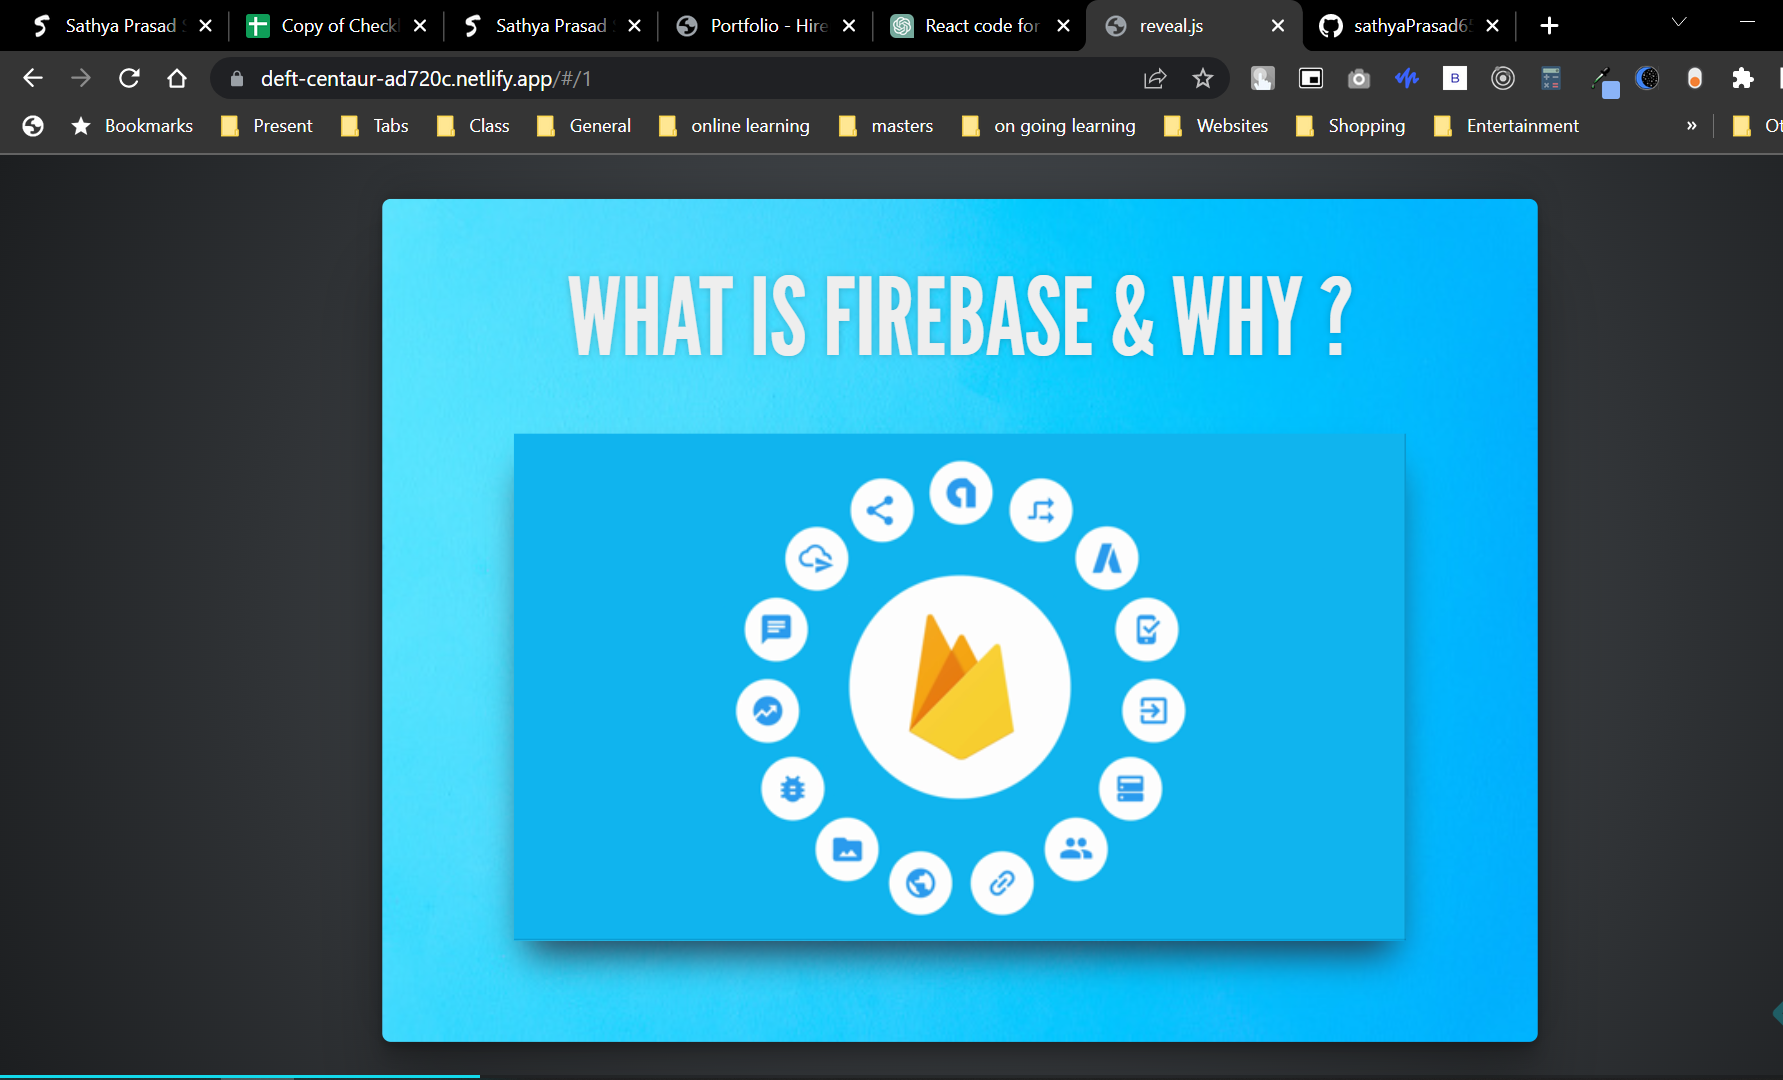 Sathya Prasad
Copy of Check
Sathya Prasad
Portfolio - Hire
React code for
reveal.js
sathyaPrasad6
deft-centaur-ad720c.netlify.app/#/1
B
Bookmarks
Present
Tabs
Class
General
online learning
masters
on going learning
Websites
Shopping
Entertainment
»
Ot
WHAT IS FIREBASE & WHY ?